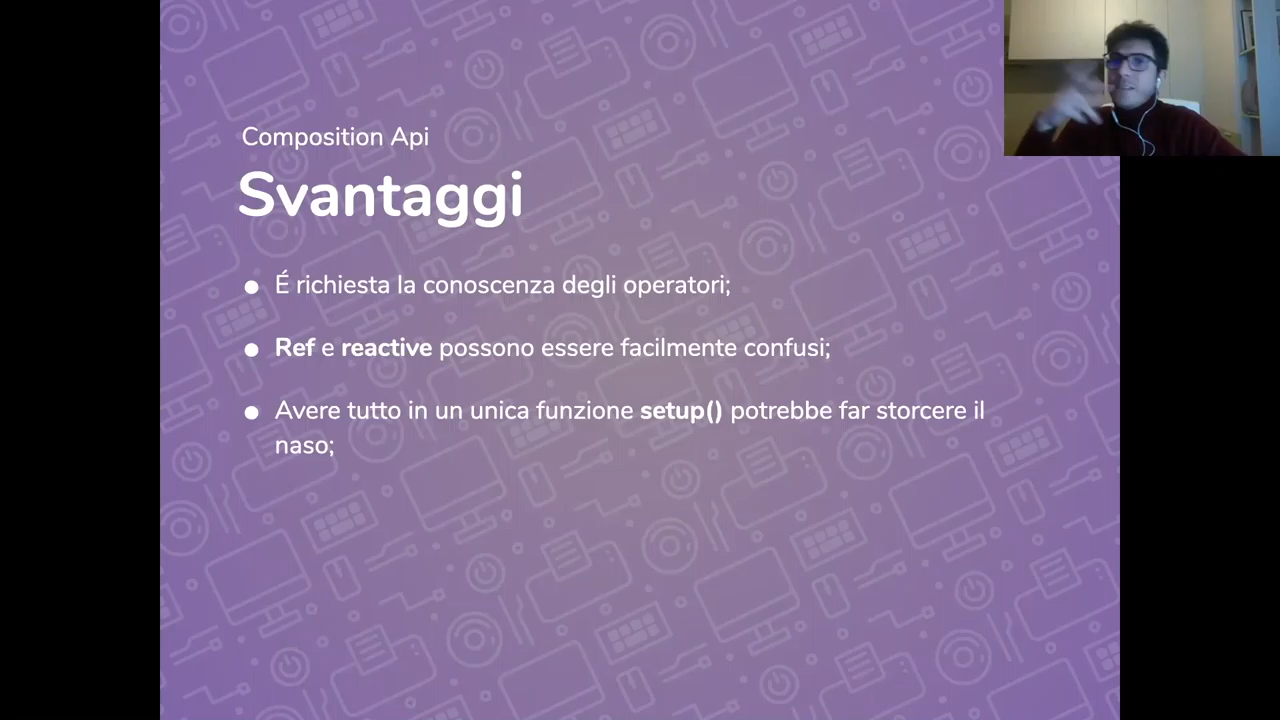 Composition Api
Svantaggi
É richiesta la conoscenza degli operatori;
Ref e reactive possono essere facilmente confusi;
Avere tutto in un unica funzione setup() potrebbe far storcere il
naso;